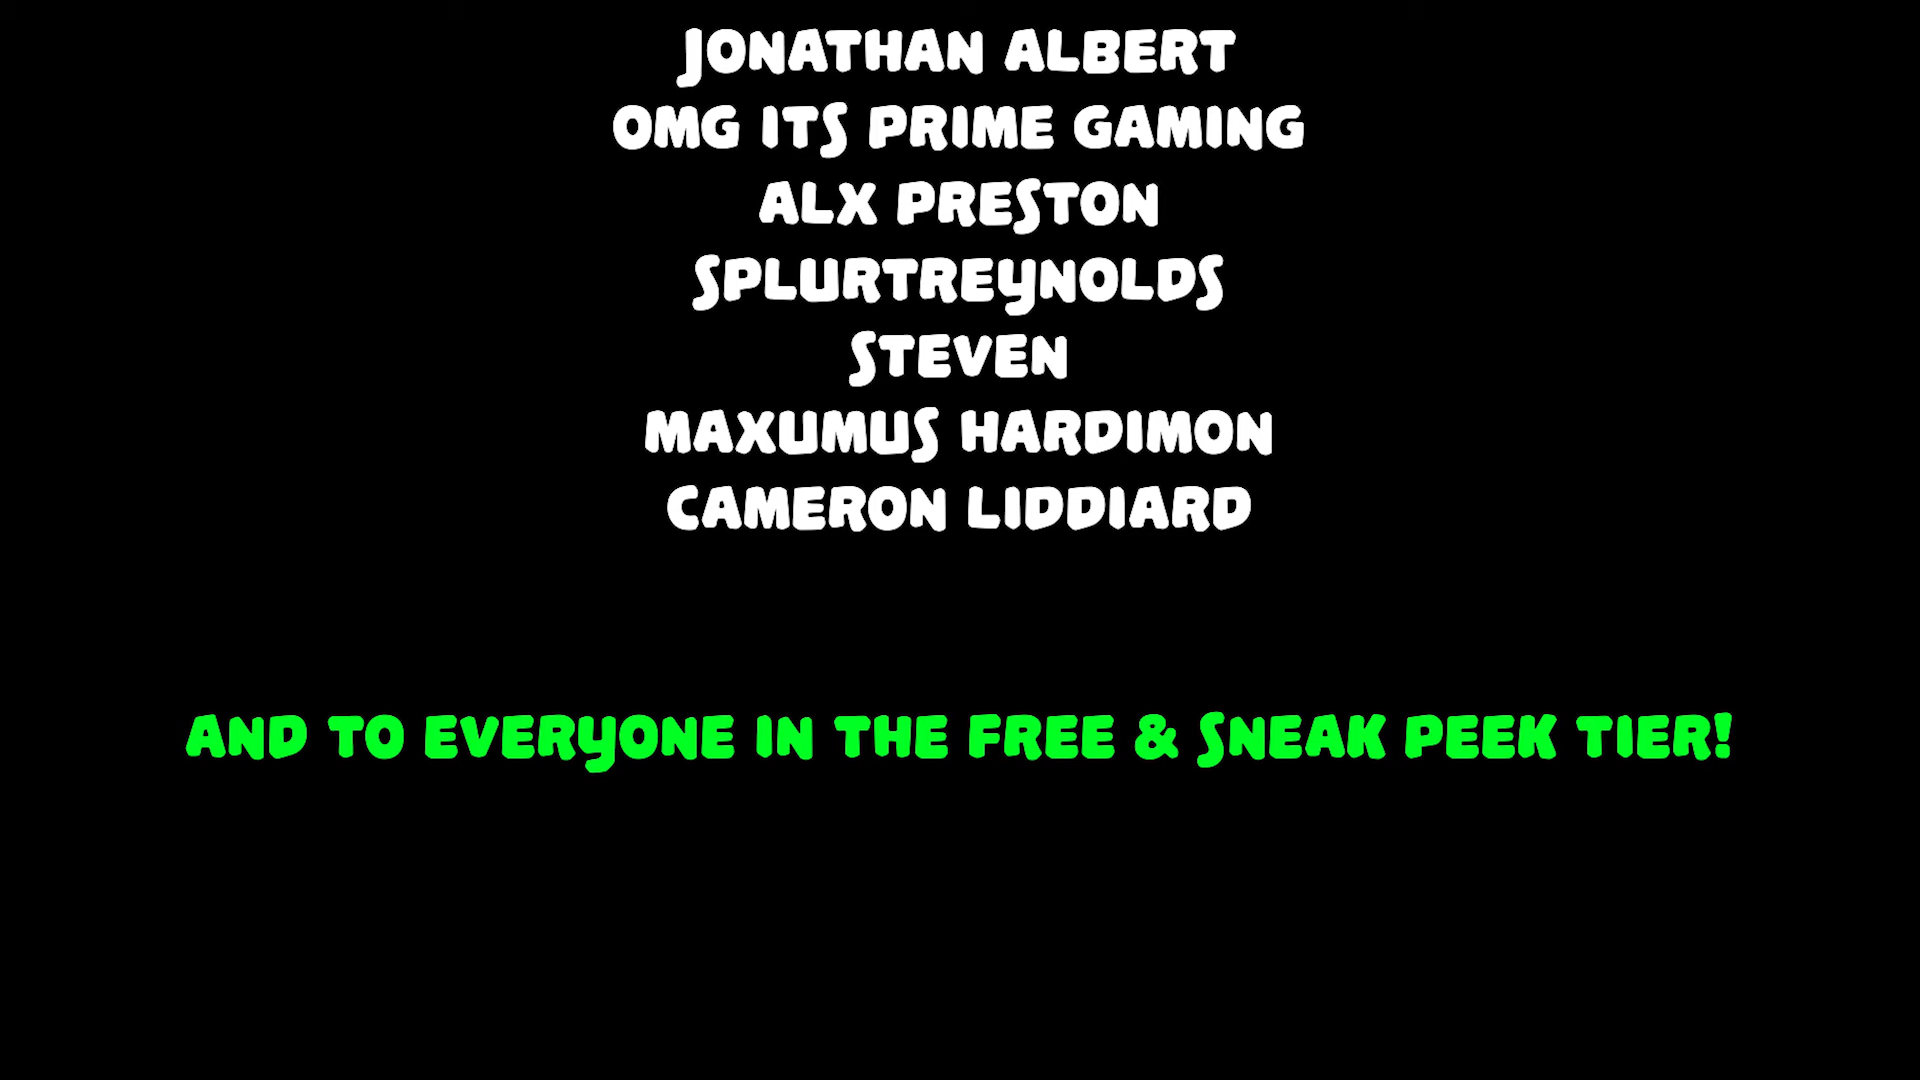 JONATHAN ALBERT
OMG ITS PRIME GAMING
ALX PRESTON
SPLURTREYNOLDS
STEVEN
MAXUMUS HARDIMON
CAMERON LIDDIARD
AND TO EVERYONE IN THE FREE & SNEAK PEEK TIER!